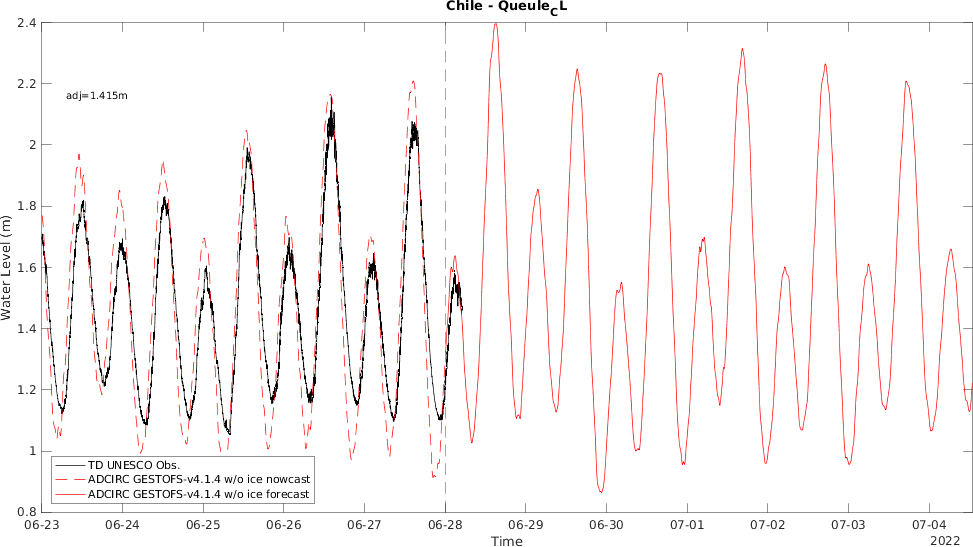 Chile - Queule_CL
adj=1.415m
Water Level (m)
2.4
2.2
2
1.8
1.6
1.4
1.2
1
0.8
TD UNESCO Obs.
ADCIRC GESTOFS-v4.1.4 w/o ice nowcast
ADCIRC GESTOFS-v4.1.4 w/o ice forecast
06-23 06-24 06-25 06-26 06-27 06-28 06-29 06-30 07-01 07-02 07-03 07-04
Time
2022